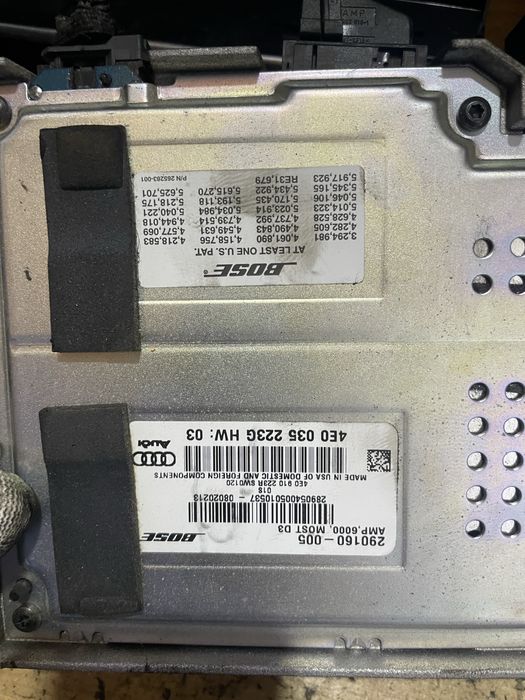 BOSE®
290160-005
AMP,6000, MOST D3
01S
289054005010537 - 08020213
4E0 910 223R SW0120
MADE IN USA OF DOMESTIC AND FOREIGN COMPONENTS
Audi
4E0 035 223G HW: 03
BOSE®
AT LEAST ONE U.S. PAT.
3,294,981 4,061,890 4,158,756 4,218,583
4,282,605 4,490,843 4,549,631 4,577,069
4,628,528 4,737,992 4,739,514 4,944,018
5,014,223 5,023,914 5,034,984 5,040,221
5,046,106 5,170,435 5,193,118 5,218,175
5,345,165 5,434,922 5,615,270 5,625,701
5,917,923 RE31,679 P/N 265283-001
AMP